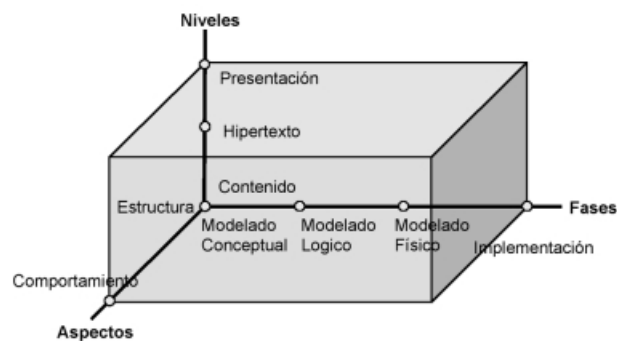 Niveles
Presentación
Hipertexto
Contenido
Estructura
Fases
Modelado
Conceptual
Modelado
Logico
Modelado
Físico
Implementación
Comportamiento
Aspectos